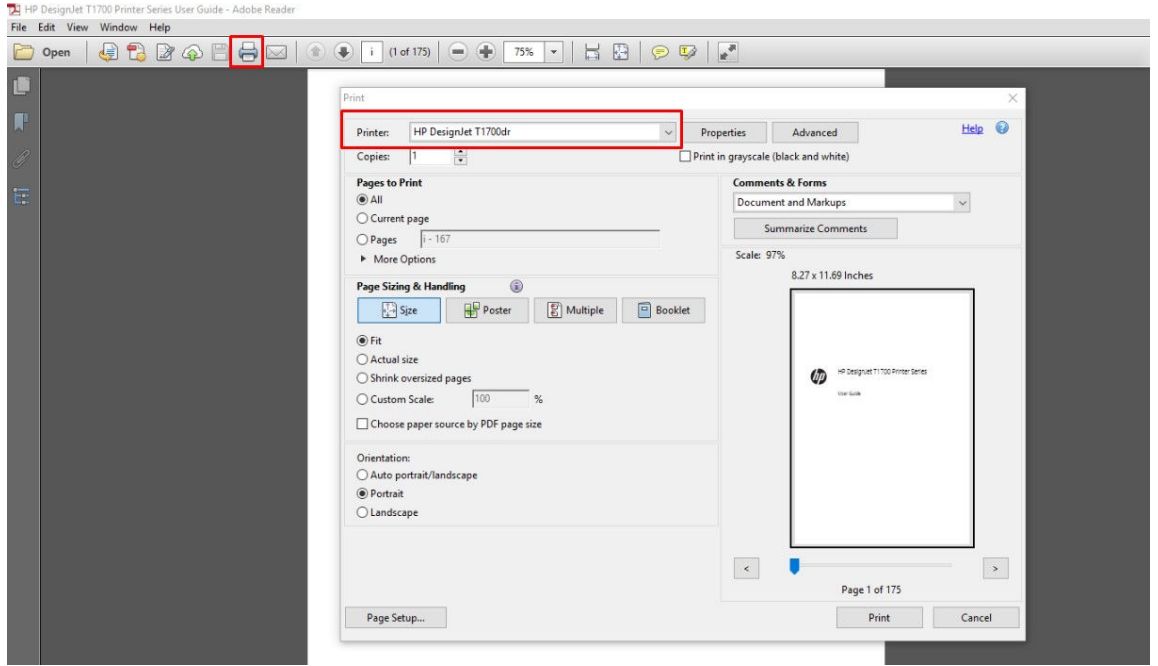 HP DesignJet T1700 Printer Series User Guide - Adobe Reader
File Edit View Window Help
Open i (1 of 175) 75%
Print
Printer: HP DesignJet T1700dr Properties Advanced Help
Copies: 1 Print in grayscale (black and white)
Pages to Print
All
Current page
Pages i - 167
More Options
Comments & Forms
Document and Markups
Summarize Comments
Page Sizing & Handling
Size Poster Multiple Booklet
Fit
Actual size
Shrink oversized pages
Custom Scale: 100 %
Choose paper source by PDF page size
Orientation:
Auto portrait/landscape
Portrait
Landscape
Scale: 97%
8.27 x 11.69 Inches
hp HP DesignJet T1700 Printer Series
User Guide
< >
Page 1 of 175
Page Setup... Print Cancel